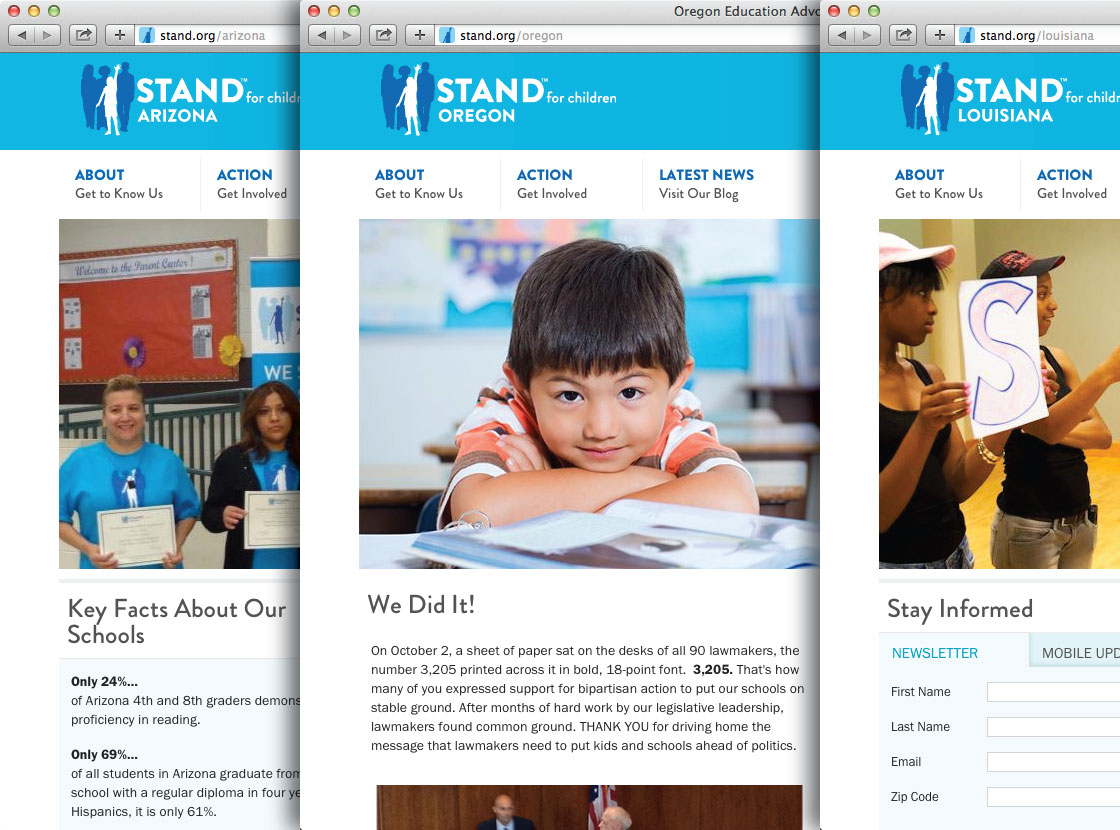 stand.org/arizona
STAND™
for childr
ARIZONA
ABOUT
Get to Know Us
ACTION
Get Involved
Welcome to the Parent Center!
WE S
Key Facts About Our
Schools
Only 24%...
of Arizona 4th and 8th graders demons
proficiency in reading.
Only 69%...
of all students in Arizona graduate from
school with a regular diploma in four ye
Hispanics, it is only 61%.
Oregon Education Advo
stand.org/oregon
STAND™
for children
OREGON
ABOUT
Get to Know Us
ACTION
Get Involved
LATEST NEWS
Visit Our Blog
We Did It!
On October 2, a sheet of paper sat on the desks of all 90 lawmakers, the
number 3,205 printed across it in bold, 18-point font. 3,205. That's how
many of you expressed support for bipartisan action to put our schools on
stable ground. After months of hard work by our legislative leadership,
lawmakers found common ground. THANK YOU for driving home the
message that lawmakers need to put kids and schools ahead of politics.
stand.org/louisiana
STAND™
for childre
LOUISIANA
ABOUT
Get to Know Us
ACTION
Get Involved
S
Stay Informed
NEWSLETTER
MOBILE UPD
First Name
Last Name
Email
Zip Code